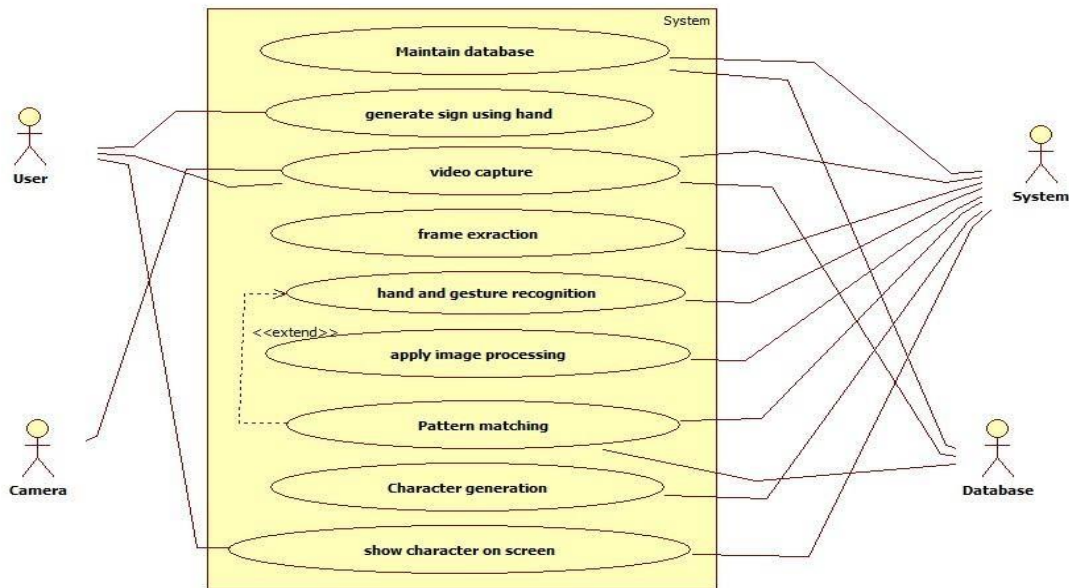 System
Maintain database
generate sign using hand
User
video capture
System
frame exraction
hand and gesture recognition
<<extend>>
apply image processing
Pattern matching
Camera
Character generation
Database
show character on screen